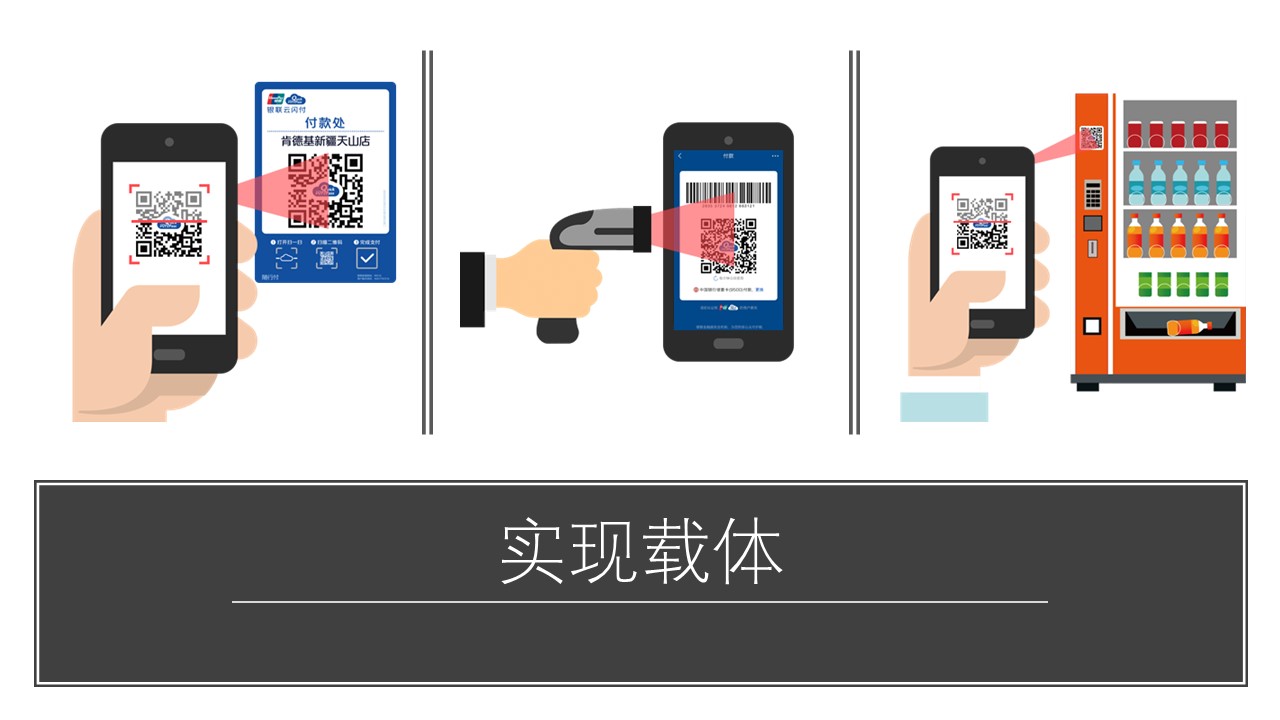 银联云闪付
付款处
肯德基新疆天山店
❶打开扫一扫 ❷扫描二维码 ❸完成支付
随行付
付款
实现载体